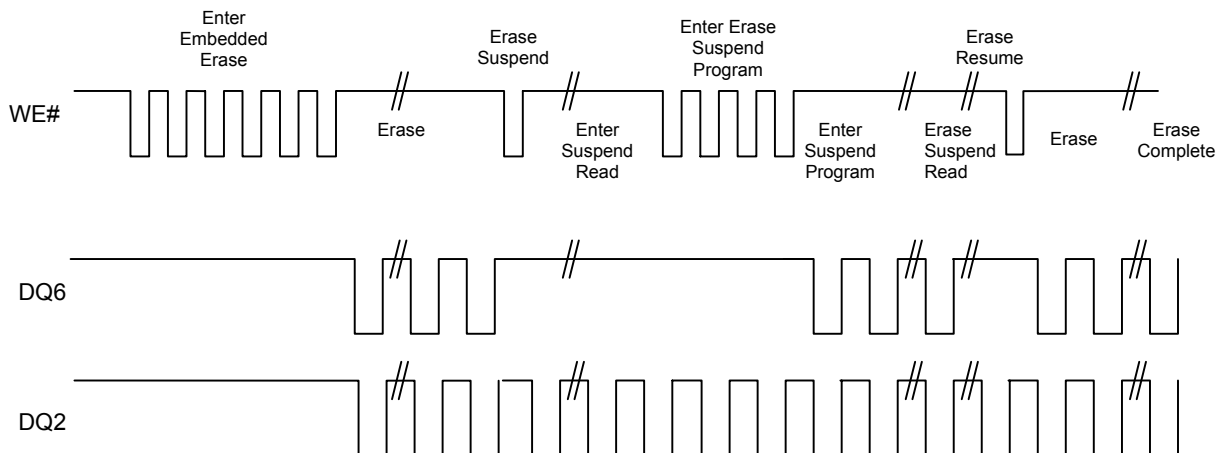 Enter
Embedded
Erase
Erase
Suspend
Enter Erase
Suspend
Program
Erase
Resume
WE#
Erase
Enter
Suspend
Read
Enter
Suspend
Program
Erase
Suspend
Read
Erase
Erase
Complete
DQ6
DQ2